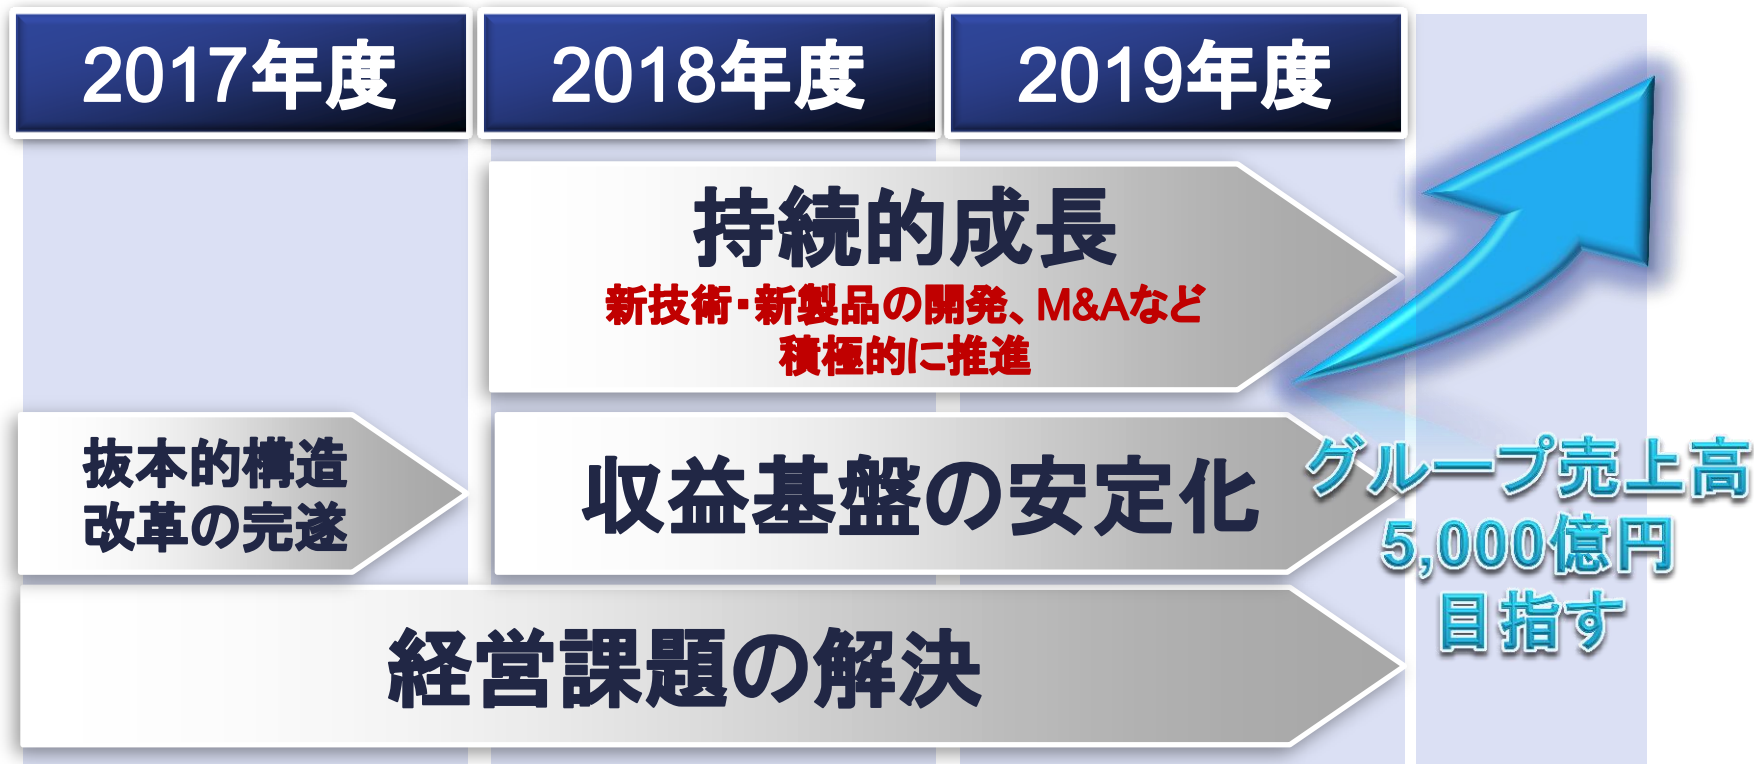 2017年度
2018年度
2019年度
持続的成長
新技術・新製品の開発、M&Aなど
積極的に推進
抜本的構造
改革の完遂
収益基盤の安定化
グループ売上高
5,000億円
目指す
経営課題の解決